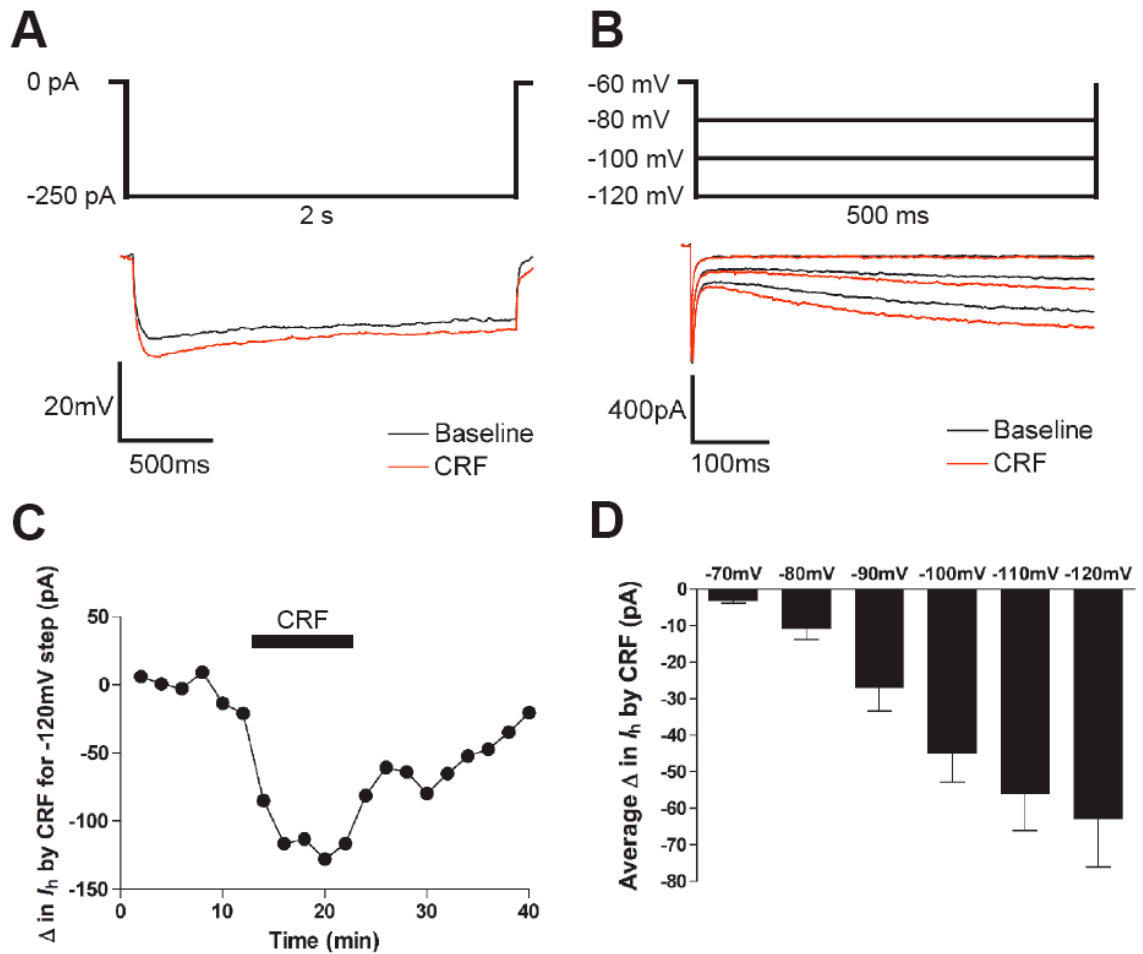 A
0 pA
-250 pA
2 s
20mV
500ms
Baseline
CRF
B
-60 mV
-80 mV
-100 mV
-120 mV
500 ms
400pA
100ms
Baseline
CRF
C
Δ in Ih by CRF for -120mV step (pA)
50
0
-50
-100
-150
CRF
0
10
20
30
40
Time (min)
D
-70mV
-80mV
-90mV
-100mV
-110mV
-120mV
Average Δ in Ih by CRF (pA)
0
-10
-20
-30
-40
-50
-60
-70
-80